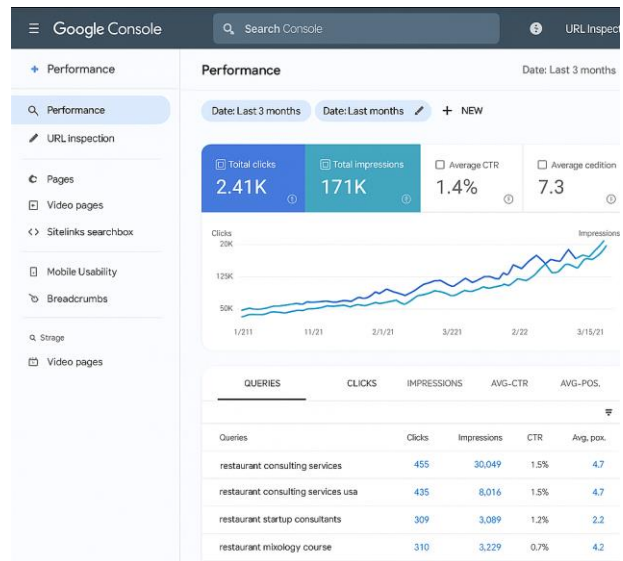 Google Console
Search Console
URL Inspect
Performance
Performance
URL inspection
Pages
Video pages
Sitelinks searchbox
Mobile Usability
Breadcrumbs
Strage
Video pages
Performance
Date: Last 3 months
Date: Last 3 months
Date: Last months
+ NEW
Toital clicks
2.41K
Total impressions
171K
Average CTR
1.4%
Average cedition
7.3
Clicks
Impressions
20K
125K
50K
1/211 11/21 2/1/21 3/221 2/22 3/15/21
QUERIES CLICKS IMPRESSIONS AVG-CTR AVG-POS.
Queries Clicks Impressions CTR Avg, pox.
restaurant consulting services 455 30,049 1.5% 4.7
restaurant consulting services usa 435 8,016 1.5% 4.7
restaurant startup consultants 309 3,089 1.2% 2.2
restaurant mixology course 310 3,229 0.7% 4.2